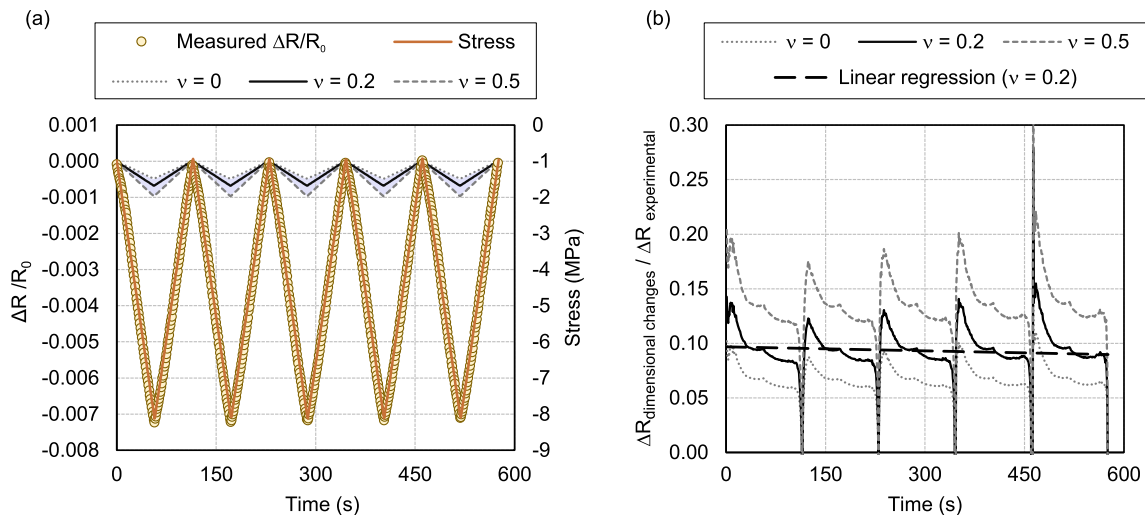 (a)
Measured ΔR/R₀ Stress
ν = 0 ν = 0.2 ν = 0.5
0.001
0.000
-0.001
-0.002
-0.003
-0.004
-0.005
-0.006
-0.007
-0.008
ΔR /R₀
0
-1
-2
-3
-4
-5
-6
-7
-8
-9
Stress (MPa)
0 150 300 450 600
Time (s)
(b)
ν = 0 ν = 0.2 ν = 0.5
Linear regression (ν = 0.2)
0.30
0.25
0.20
0.15
0.10
0.05
0.00
ΔR dimensional changes / ΔR experimental
0 150 300 450 600
Time (s)